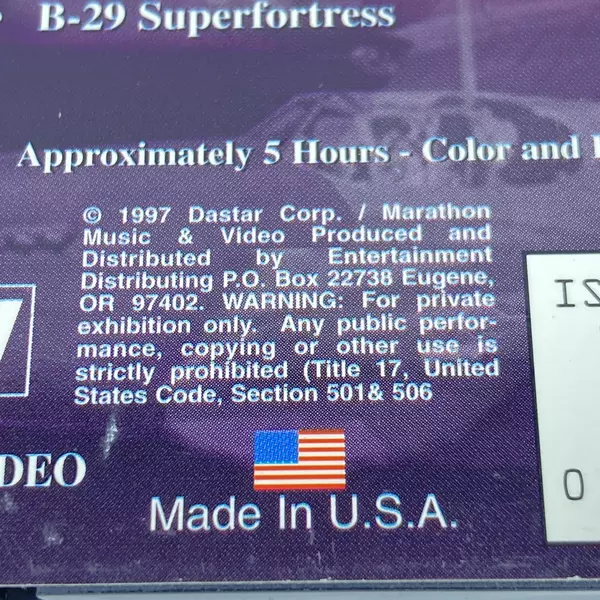 B-29 Superfortress
Approximately 5 Hours - Color and
© 1997 Dastar Corp. / Marathon
Music & Video Produced and
Distributed by Entertainment
Distributing P.O. Box 22738 Eugene,
OR 97402. WARNING: For private
exhibition only. Any public perfor-
mance, copying or other use is
strictly prohibited (Title 17, United
States Code, Section 501& 506
DEO
Made In U.S.A.
0